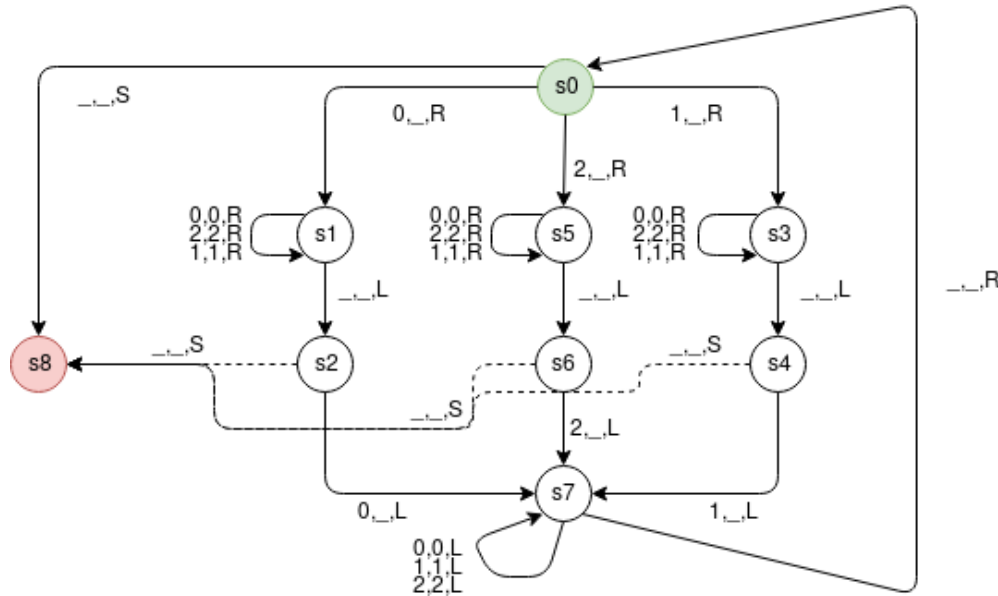 s0
_,_,S
0,_,R
1,_,R
2,_,R
0,0,R
2,2,R
1,1,R
s1
0,0,R
2,2,R
1,1,R
s5
0,0,R
2,2,R
1,1,R
s3
_,_,R
_,_,L
_,_,L
_,_,L
_,_,S
_,_,S
s8
s2
s6
s4
_,_,S
2,_,L
s7
0,_,L
1,_,L
0,0,L
1,1,L
2,2,L